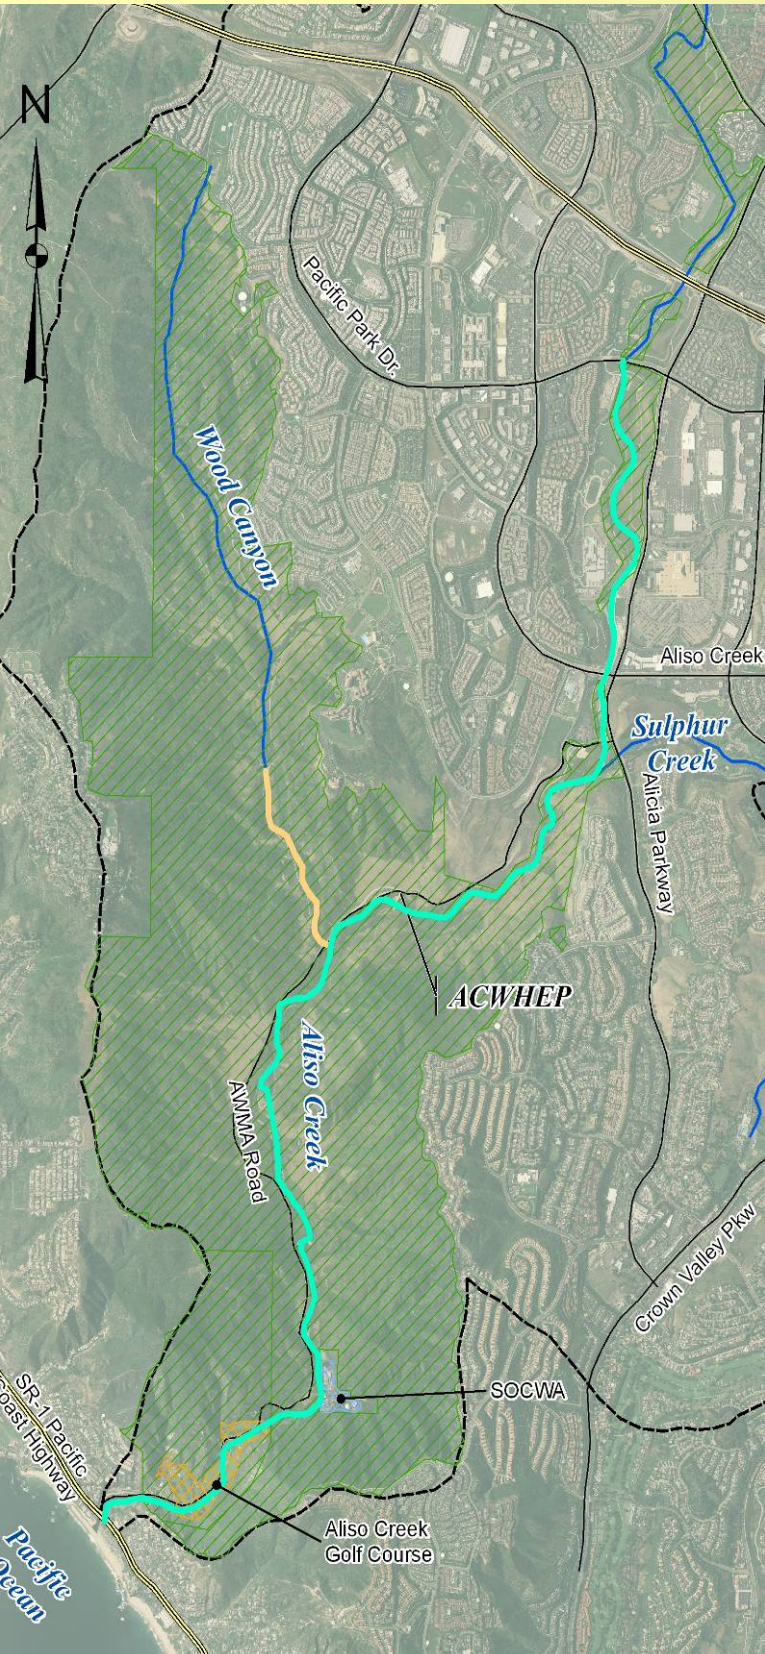 N
Pacific Park Dr.
Wood Canyon
Aliso Creek
Sulphur
Creek
Alicia Parkway
ACWHEP
Aliso Creek
AWMA Road
Crown Valley Pkw
SOCWA
SR-1 Pacific
Coast Highway
Aliso Creek
Golf Course
Pacific
Ocean